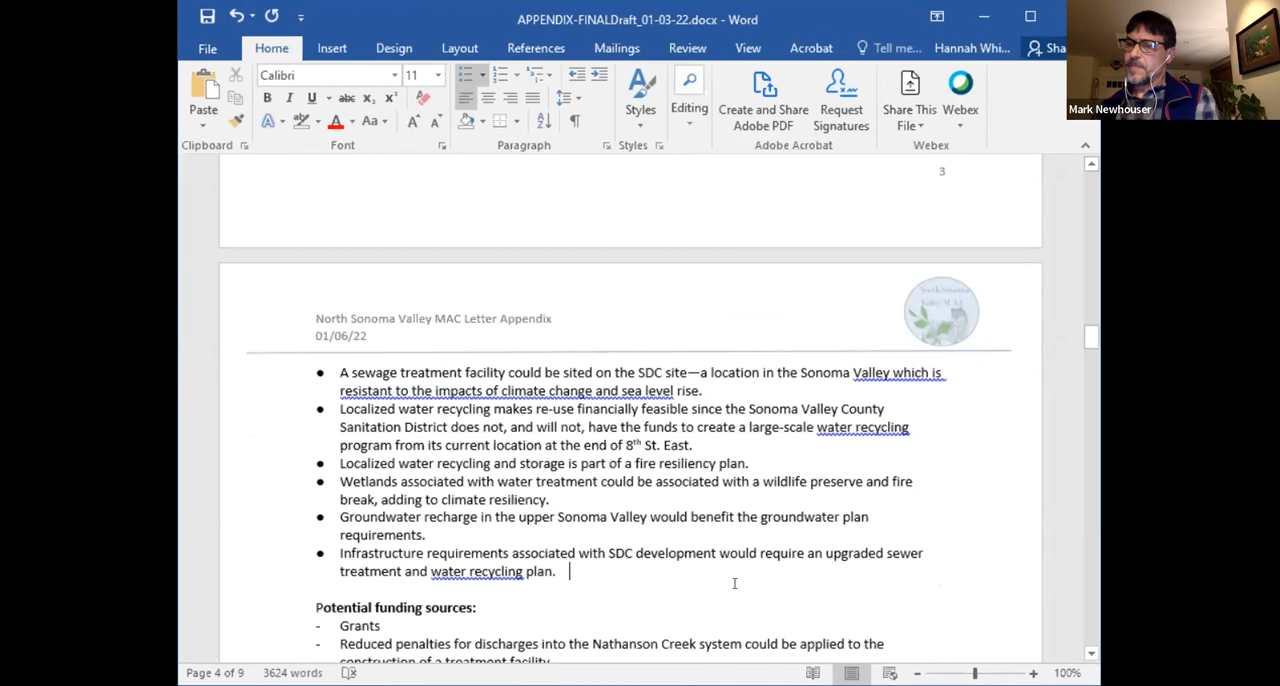 APPENDIX-FINALDraft_01-03-22.docx - Word
File Home Insert Design Layout References Mailings Review View Acrobat Tell me... Hannah Whi... Sha
Mark Newhouser
Calibri 11
Paste
Styles
Editing
Create and Share Adobe PDF
Request Signatures
Share This File
Webex
Clipboard Font Paragraph Styles Adobe Acrobat Webex
3
North Sonoma Valley MAC
North Sonoma Valley MAC Letter Appendix
01/06/22
● A sewage treatment facility could be sited on the SDC site—a location in the Sonoma Valley which is
resistant to the impacts of climate change and sea level rise.
● Localized water recycling makes re-use financially feasible since the Sonoma Valley County
Sanitation District does not, and will not, have the funds to create a large-scale water recycling
program from its current location at the end of 8th St. East.
● Localized water recycling and storage is part of a fire resiliency plan.
● Wetlands associated with water treatment could be associated with a wildlife preserve and fire
break, adding to climate resiliency.
● Groundwater recharge in the upper Sonoma Valley would benefit the groundwater plan
requirements.
● Infrastructure requirements associated with SDC development would require an upgraded sewer
treatment and water recycling plan.
Potential funding sources:
- Grants
- Reduced penalties for discharges into the Nathanson Creek system could be applied to the
construction of a treatment facility
Page 4 of 9 3624 words 100%